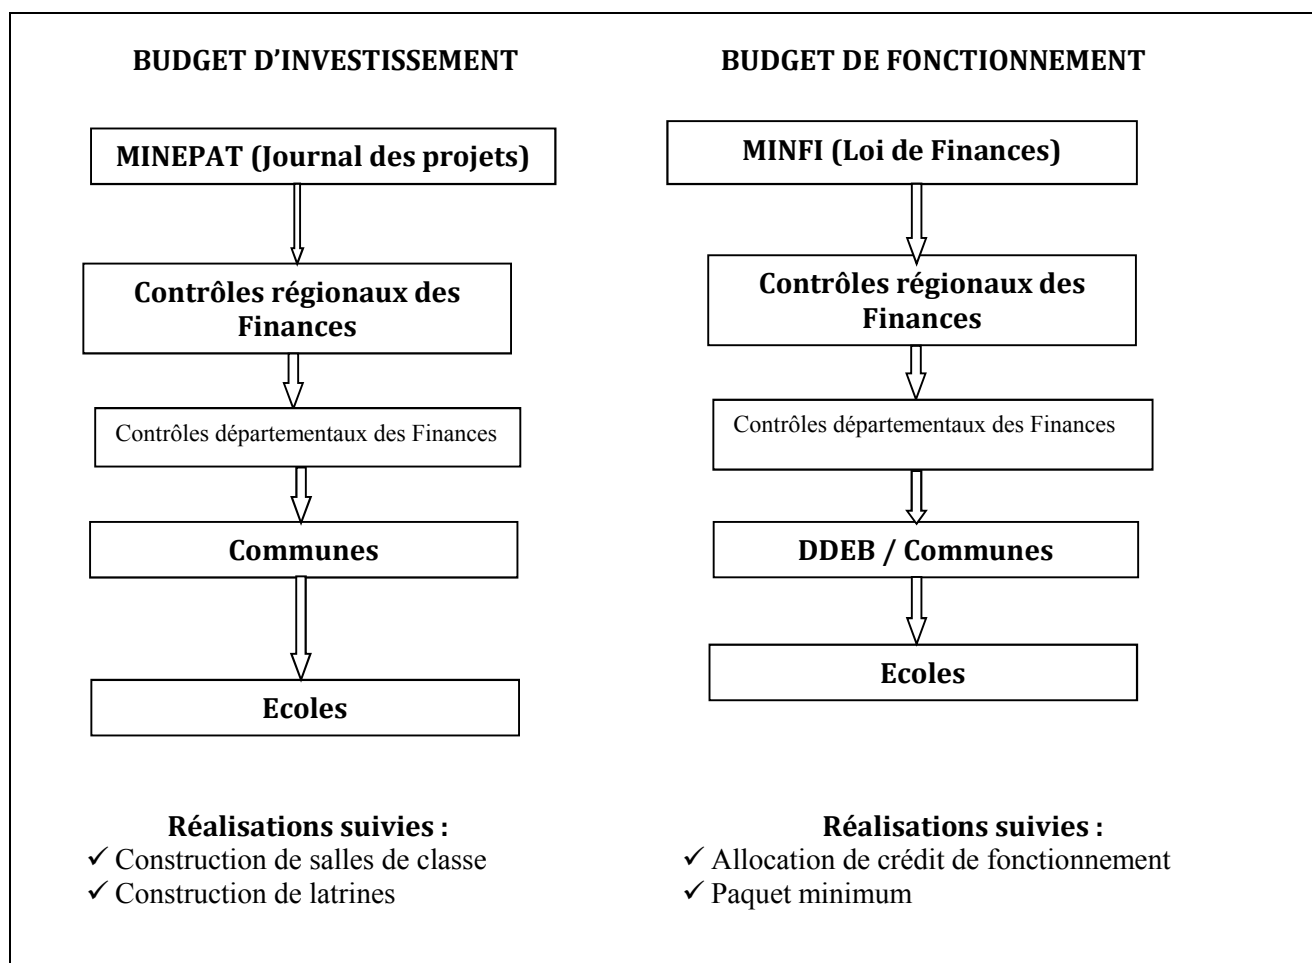 BUDGET D’INVESTISSEMENT
MINEPAT (Journal des projets)
Contrôles régionaux des
Finances
Contrôles départementaux des Finances
Communes
Ecoles
Réalisations suivies :
✓ Construction de salles de classe
✓ Construction de latrines
BUDGET DE FONCTIONNEMENT
MINFI (Loi de Finances)
Contrôles régionaux des
Finances
Contrôles départementaux des Finances
DDEB / Communes
Ecoles
Réalisations suivies :
✓ Allocation de crédit de fonctionnement
✓ Paquet minimum